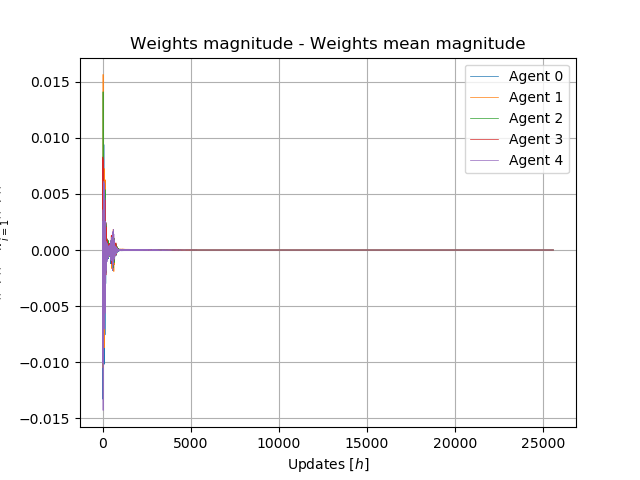 Weights magnitude - Weights mean magnitude
0.015
0.010
0.005
0.000
−0.005
−0.010
−0.015
0
5000
10000
15000
20000
25000
Updates [h]
Agent 0
Agent 1
Agent 2
Agent 3
Agent 4